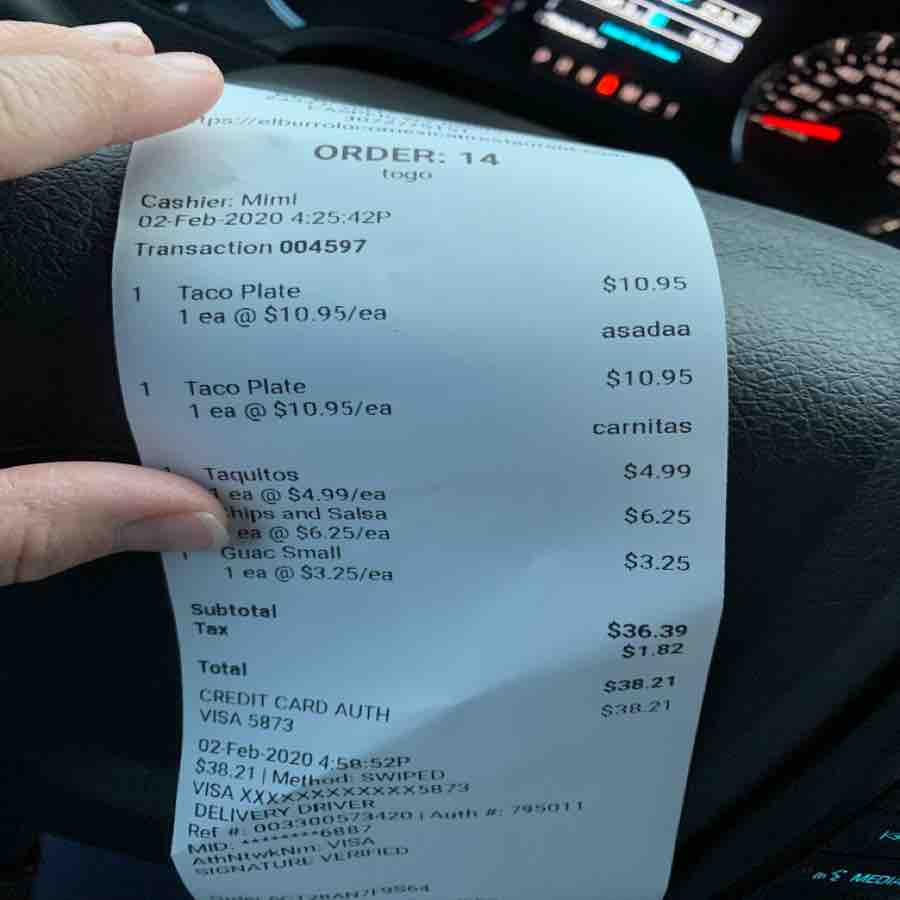 ORDER: 14
togo
Cashier: Mimi
02-Feb-2020 4:25:42P
Transaction 004597
1 Taco Plate $10.95
1 ea @ $10.95/ea
asadaa
1 Taco Plate $10.95
1 ea @ $10.95/ea
carnitas
Taquitos $4.99
1 ea @ $4.99/ea
hips and Salsa $6.25
ea @ $6.25/ea
1 Guac Small $3.25
1 ea @ $3.25/ea
Subtotal $36.39
Tax $1.82
Total $38.21
CREDIT CARD AUTH $38.21
VISA 5873
02-Feb-2020 4:58:52P
$38.21 | Method: SWIPED
VISA XXXXXXXXXXXX5873
DELIVERY DRIVER
Ref #: 003300573420 | Auth #: 795011
MID: ********6887
AthNtwkNm: VISA
SIGNATURE VERIFIED
MEDIA